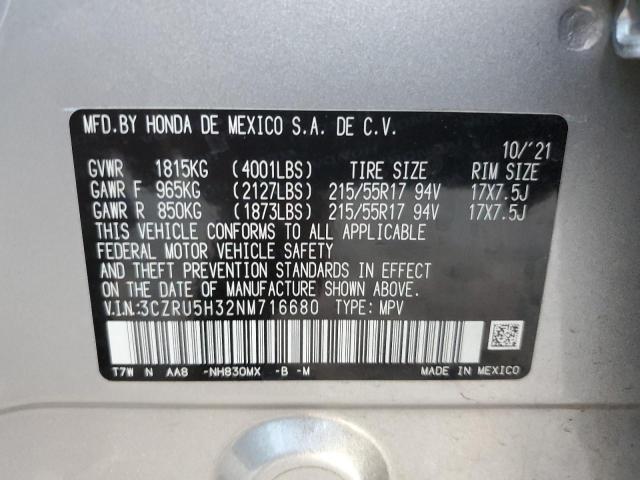 MFD.BY HONDA DE MEXICO S.A. DE C.V.
10/'21
GVWR 1815KG (4001LBS) TIRE SIZE RIM SIZE
GAWR F 965KG (2127LBS) 215/55R17 94V 17X7.5J
GAWR R 850KG (1873LBS) 215/55R17 94V 17X7.5J
THIS VEHICLE CONFORMS TO ALL APPLICABLE
FEDERAL MOTOR VEHICLE SAFETY
AND THEFT PREVENTION STANDARDS IN EFFECT
ON THE DATE OF MANUFACTURE SHOWN ABOVE.
V.I.N:3CZRU5H32NM716680 TYPE: MPV
T7W N AA8 -NH830MX -B -M MADE IN MEXICO